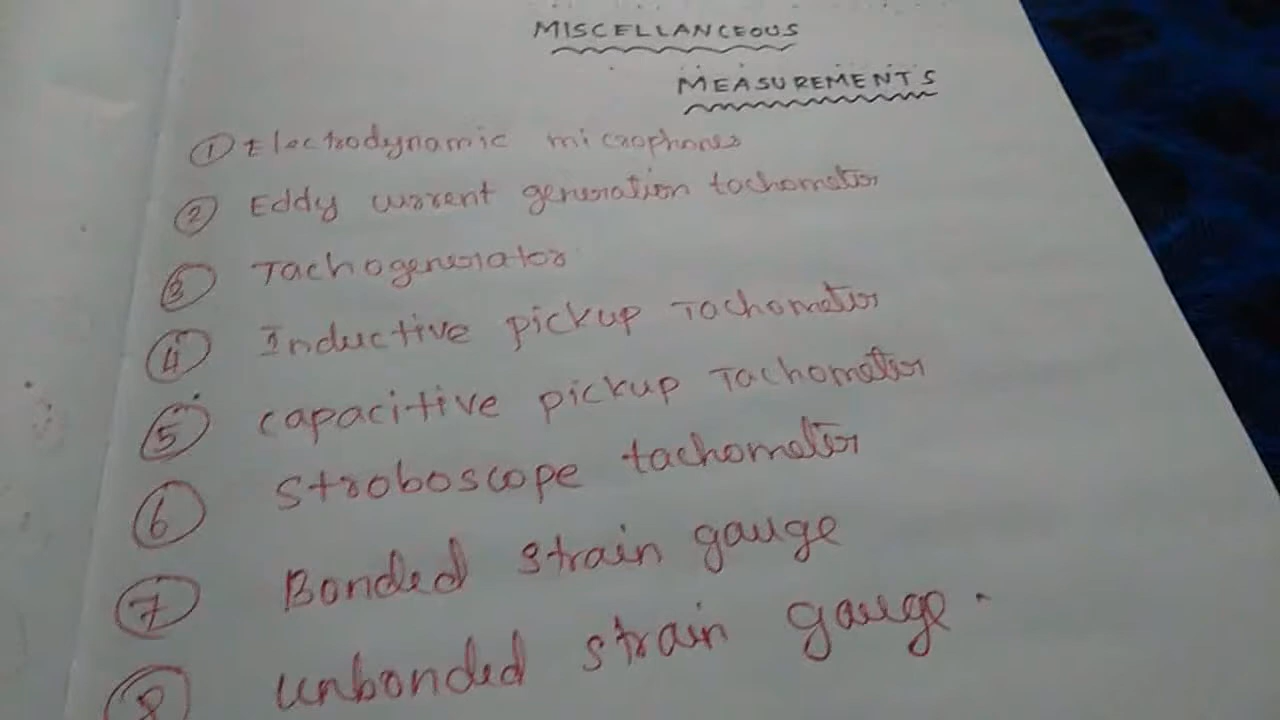 MISCELLANCEOUS
MEASUREMENTS
① Electrodynamic microphones
② Eddy current generation tachometer
③ Tachogenerator
④ Inductive pickup Tachometer
⑤ capacitive pickup Tachometer
⑥ stroboscope tachometer
⑦ Bonded strain gauge
⑧ unbonded strain gauge.